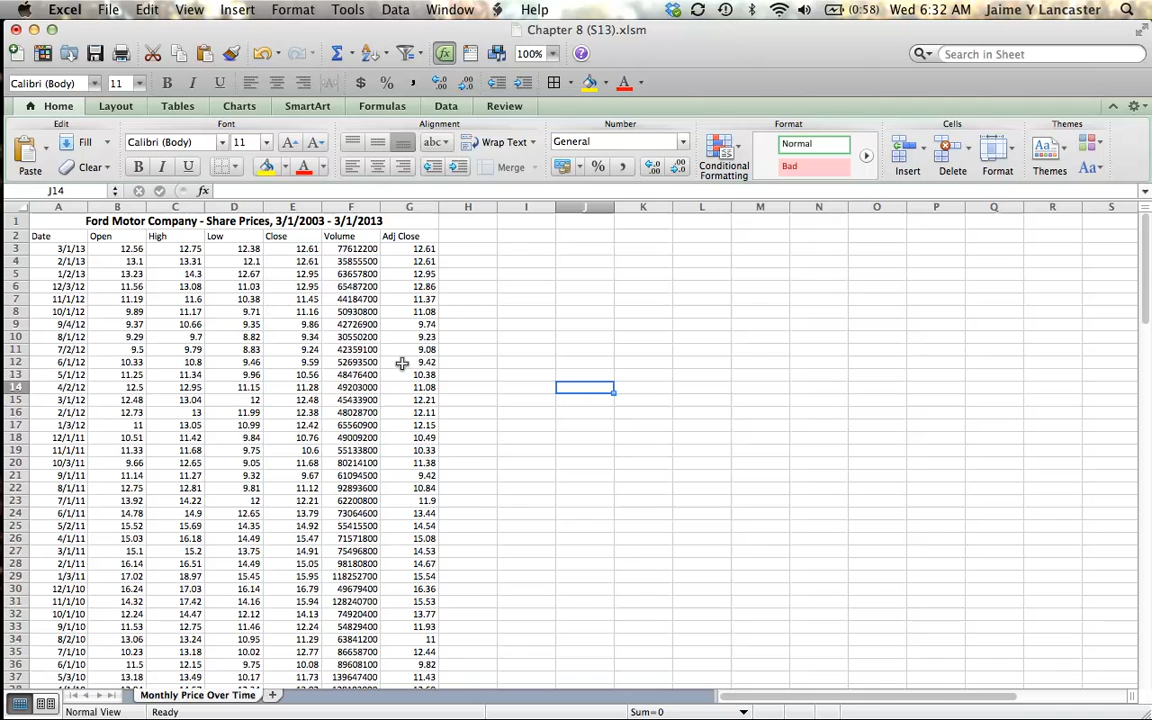 Excel File Edit View Insert Format Tools Data Window Help (0:58) Wed 6:32 AM Jaime Y Lancaster
Chapter 8 (S13).xlsm
100% Search in Sheet
Calibri (Body) 11
Home Layout Tables Charts SmartArt Formulas Data Review
Edit Font Alignment Number Format Cells Themes
Fill Calibri (Body) 11 abc Wrap Text General Normal
Paste Clear Merge Conditional Formatting Bad Insert Delete Format Themes
J14 fx
A B C D E F G H I J K L M N O P Q R S
1 Ford Motor Company - Share Prices, 3/1/2003 - 3/1/2013
2 Date Open High Low Close Volume Adj Close
3 3/1/13 12.56 12.75 12.38 12.61 77612200 12.61
4 2/1/13 13.1 13.31 12.1 12.61 35855500 12.61
5 1/2/13 13.23 14.3 12.67 12.95 63657800 12.95
6 12/3/12 11.56 13.08 11.03 12.95 65487200 12.86
7 11/1/12 11.19 11.6 10.38 11.45 44184700 11.37
8 10/1/12 9.89 11.17 9.71 11.16 50930800 11.08
9 9/4/12 9.37 10.66 9.35 9.86 42726900 9.74
10 8/1/12 9.29 9.7 8.82 9.34 30550200 9.23
11 7/2/12 9.5 9.79 8.83 9.24 42359100 9.08
12 6/1/12 10.33 10.8 9.46 9.59 52693500 9.42
13 5/1/12 11.25 11.34 9.96 10.56 48476400 10.38
14 4/2/12 12.5 12.95 11.15 11.28 49203000 11.08
15 3/1/12 12.48 13.04 12 12.48 45433900 12.21
16 2/1/12 12.73 13 11.99 12.38 48028700 12.11
17 1/3/12 11 13.05 10.99 12.42 65560900 12.15
18 12/1/11 10.51 11.42 9.84 10.76 49009200 10.49
19 11/1/11 11.33 11.68 9.75 10.6 55133800 10.33
20 10/3/11 9.66 12.65 9.05 11.68 80214100 11.38
21 9/1/11 11.14 11.27 9.32 9.67 61094500 9.42
22 8/1/11 12.75 12.81 9.81 11.12 92893600 10.84
23 7/1/11 13.92 14.22 12 12.21 62200800 11.9
24 6/1/11 14.78 14.9 12.65 13.79 73064600 13.44
25 5/2/11 15.52 15.69 14.35 14.92 55415500 14.54
26 4/1/11 15.03 16.18 14.49 15.47 71571800 15.08
27 3/1/11 15.1 15.2 13.75 14.91 75496800 14.53
28 2/1/11 16.14 16.51 14.49 15.05 98180800 14.67
29 1/3/11 17.02 18.97 15.45 15.95 118252700 15.54
30 12/1/10 16.24 17.03 16.14 16.79 49679400 16.36
31 11/1/10 14.32 17.42 14.16 15.94 128240700 15.53
32 10/1/10 12.24 14.47 12.12 14.13 74920400 13.77
33 9/1/10 11.53 12.75 11.46 12.24 54829400 11.93
34 8/2/10 13.06 13.24 10.95 11.29 63841200 11
35 7/1/10 10.23 13.18 10.02 12.77 86658700 12.44
36 6/1/10 11.5 12.15 9.75 10.08 89608100 9.82
37 5/3/10 13.18 13.49 10.17 11.73 139647400 11.43
Monthly Price Over Time
Normal View Ready Sum=0